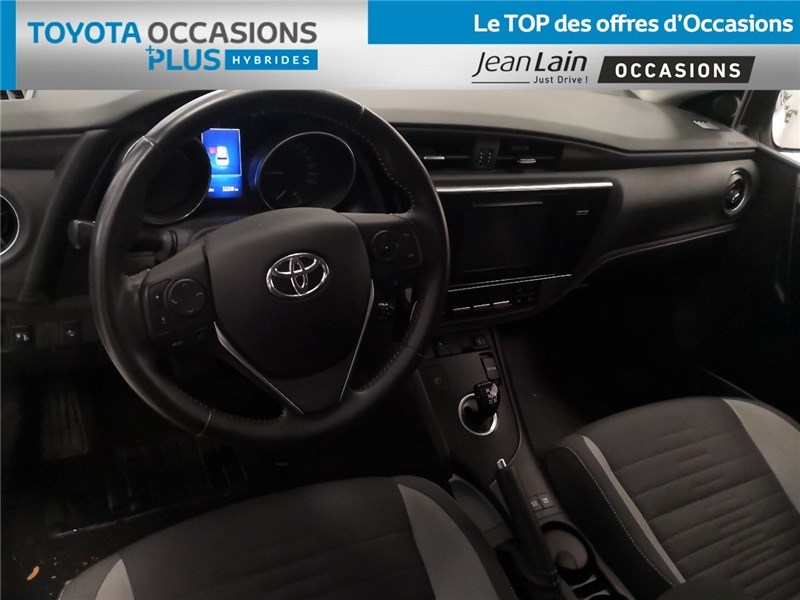 TOYOTA OCCASIONS
+PLUS HYBRIDES
Le TOP des offres d'Occasions
Jean Lain
Just Drive !
OCCASIONS